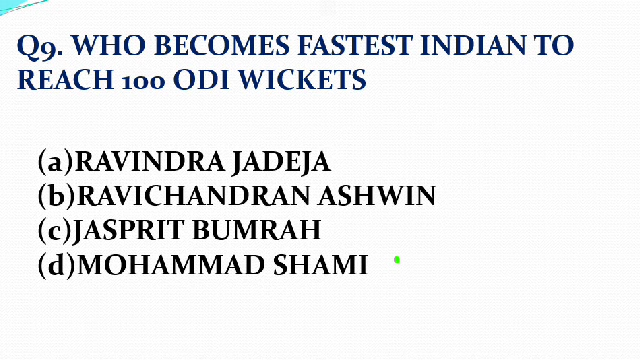 Q9. WHO BECOMES FASTEST INDIAN TO
REACH 100 ODI WICKETS
(a)RAVINDRA JADEJA
(b)RAVICHANDRAN ASHWIN
(c)JASPRIT BUMRAH
(d)MOHAMMAD SHAMI